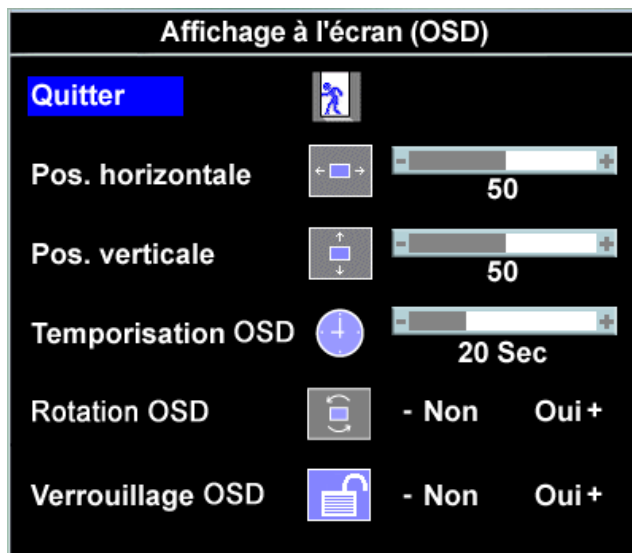 Affichage à l'écran (OSD)
Quitter
Pos. horizontale - +
50
Pos. verticale - +
50
Temporisation OSD - +
20 Sec
Rotation OSD - Non Oui +
Verrouillage OSD - Non Oui +